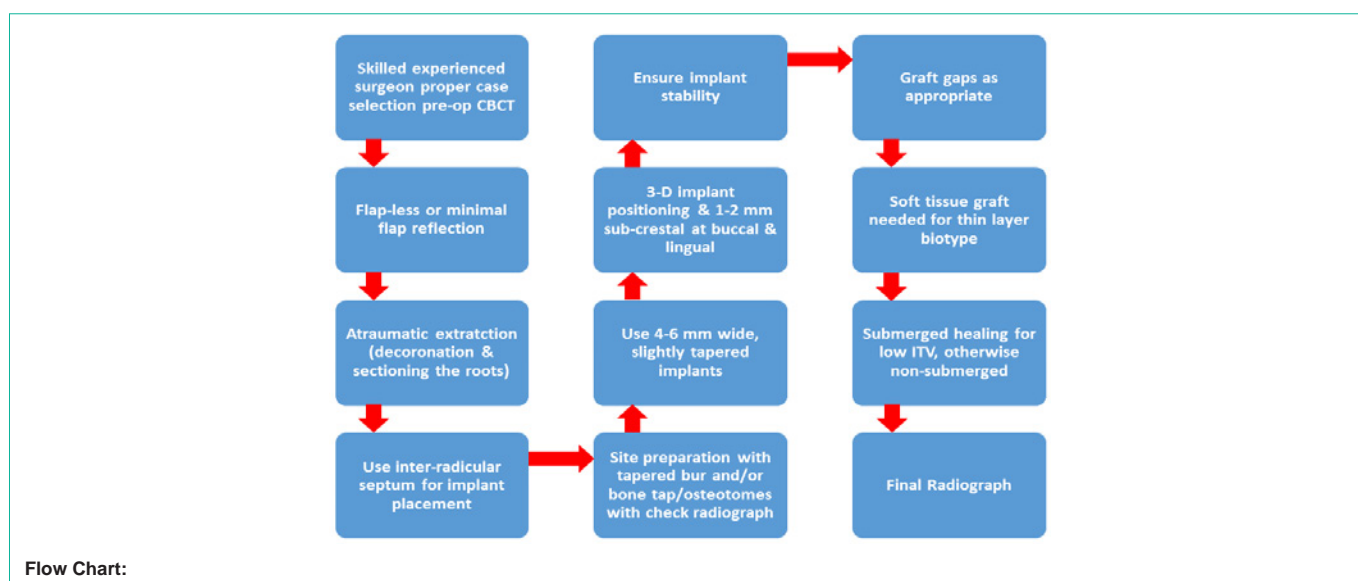 Skilled experienced
surgeon proper case
selection pre-op CBCT
Flap-less or minimal
flap reflection
Atraumatic extratction
(decoronation &
sectioning the roots)
Use inter-radicular
septum for implant
placement
Site preparation with
tapered bur and/or
bone tap/osteotomes
with check radiograph
Use 4-6 mm wide,
slightly tapered
implants
3-D implant
positioning & 1-2 mm
sub-crestal at buccal &
lingual
Ensure implant
stability
Graft gaps as
appropriate
Soft tissue graft
needed for thin layer
biotype
Submerged healing for
low ITV, otherwise
non-submerged
Final Radiograph
Flow Chart: